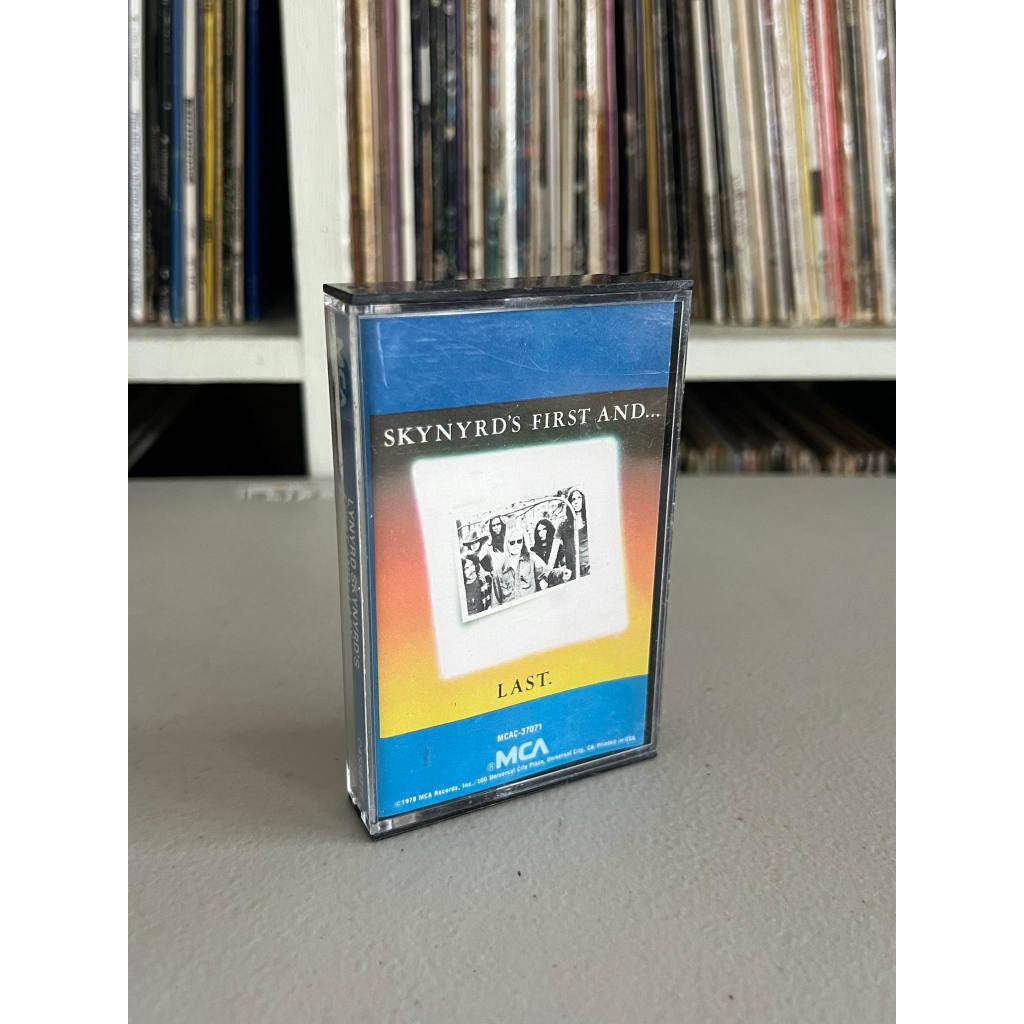 SKYNYRD'S FIRST AND...
LAST.
MCAC-37071
®MCA
©1978 MCA Records, Inc./100 Universal City Plaza, Universal City, CA. Printed in USA.
MCA
LYNYRD SKYNYRD'S